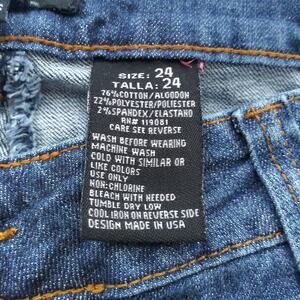 SIZE: 24
TALLA: 24
76%COTTON/ALGODON
22%POLYESTER/POLIESTER
2%SPANDEX/ELASTANO
RN# 119081
CARE SEE REVERSE
WASH BEFORE WEARING
MACHINE WASH
COLD WITH SIMILAR OR
LIKE COLORS
USE ONLY
NON:CHLORINE
BLEACH WITH NEEDED
TUMBLE DRY LOW
COOL IRON ON REVERSE SIDE
DESIGN MADE IN USA